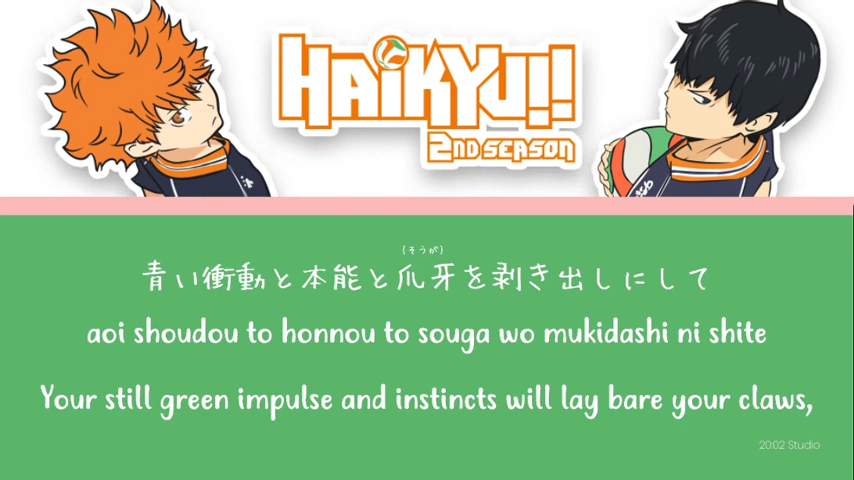 HAIKYU!!
2ND SEASON
(そうが)
青い衝動と本能と爪牙を剥き出しにして
aoi shoudou to honnou to souga wo mukidashi ni shite
Your still green impulse and instincts will lay bare your claws,
20:02 Studio